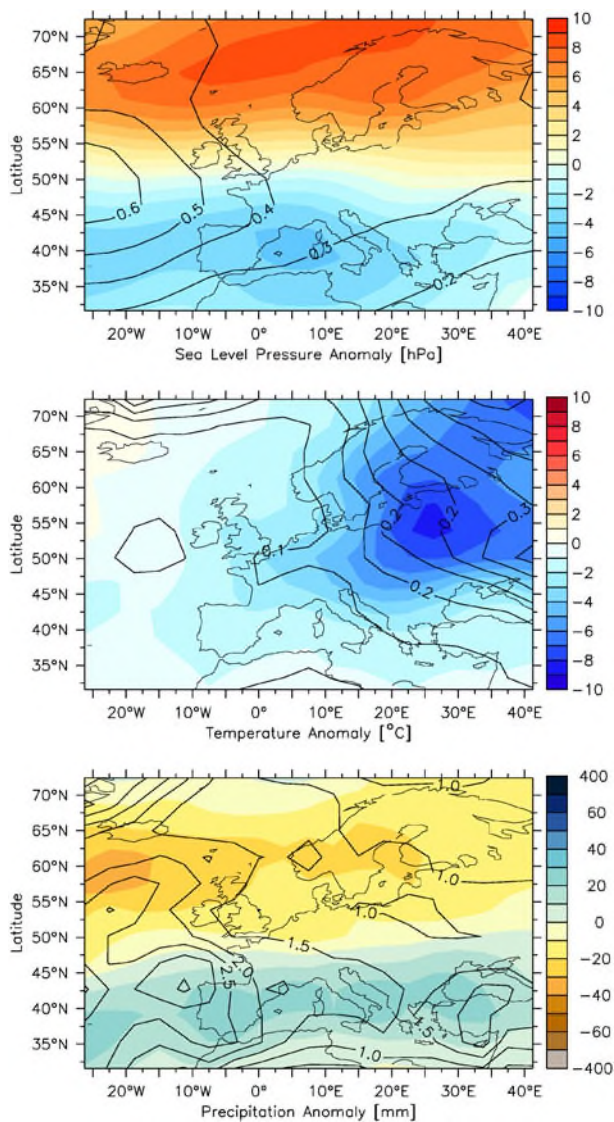 70°N
65°N
60°N
55°N
50°N
45°N
40°N
35°N
Latitude
0.6
0.5
0.4
0.3
0.2
20°W
10°W
0°
10°E
20°E
30°E
40°E
Sea Level Pressure Anomaly [hPa]
10
8
6
4
2
0
−2
−4
−6
−8
−10
70°N
65°N
60°N
55°N
50°N
45°N
40°N
35°N
Latitude
0.1
0.2
0.2
0.2
0.3
20°W
10°W
0°
10°E
20°E
30°E
40°E
Temperature Anomaly [°C]
10
8
6
4
2
0
−2
−4
−6
−8
−10
70°N
65°N
60°N
55°N
50°N
45°N
40°N
35°N
Latitude
1.0
1.0
1.0
1.5
2.0
2.5
1.5
1.0
20°W
10°W
0°
10°E
20°E
30°E
40°E
Precipitation Anomaly [mm]
400
60
40
20
0
−20
−40
−60
−400